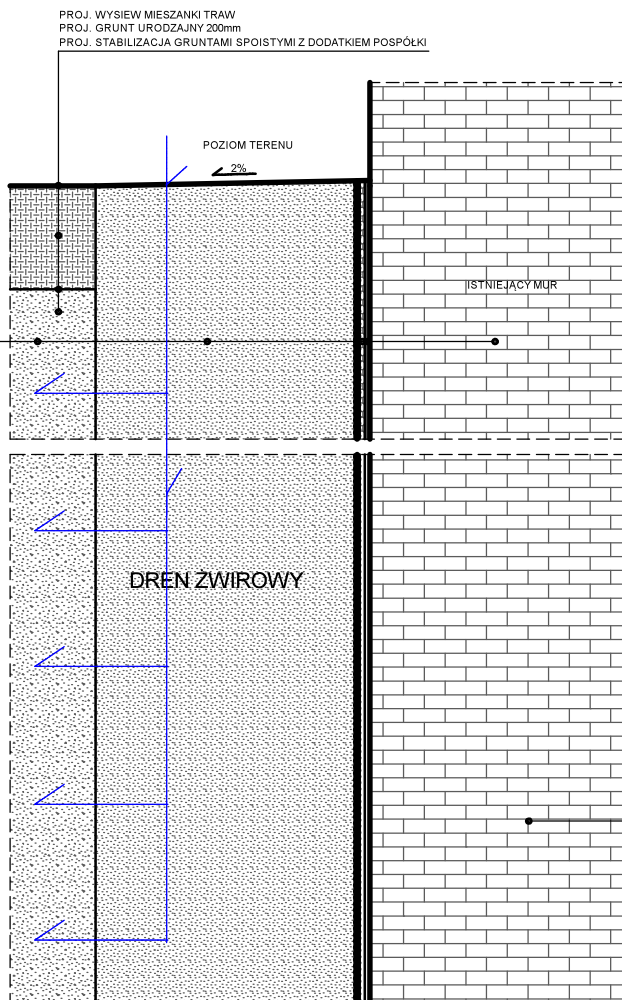 PROJ. WYSIEW MIESZANKI TRAW
PROJ. GRUNT URODZAJNY 200mm
PROJ. STABILIZACJA GRUNTAMI SPOISTYMI Z DODATKIEM POSPÓŁKI
POZIOM TERENU
2%
ISTNIEJĄCY MUR
DREN ŻWIROWY